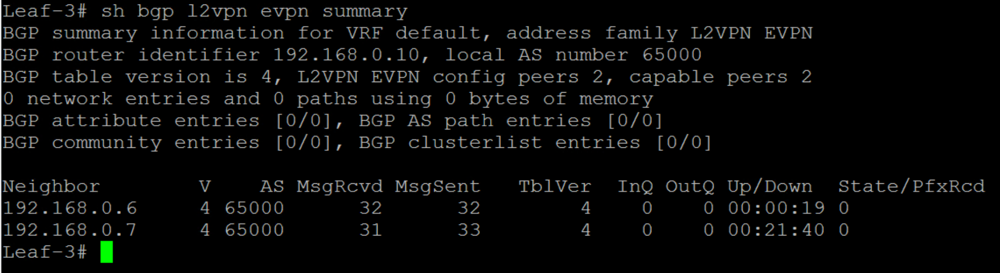 Leaf-3# sh bgp l2vpn evpn summary
BGP summary information for VRF default, address family L2VPN EVPN
BGP router identifier 192.168.0.10, local AS number 65000
BGP table version is 4, L2VPN EVPN config peers 2, capable peers 2
0 network entries and 0 paths using 0 bytes of memory
BGP attribute entries [0/0], BGP AS path entries [0/0]
BGP community entries [0/0], BGP clusterlist entries [0/0]

Neighbor        V    AS MsgRcvd MsgSent   TblVer  InQ OutQ Up/Down  State/PfxRcd
192.168.0.6     4 65000      32      32        4    0    0 00:00:19 0
192.168.0.7     4 65000      31      33        4    0    0 00:21:40 0
Leaf-3#